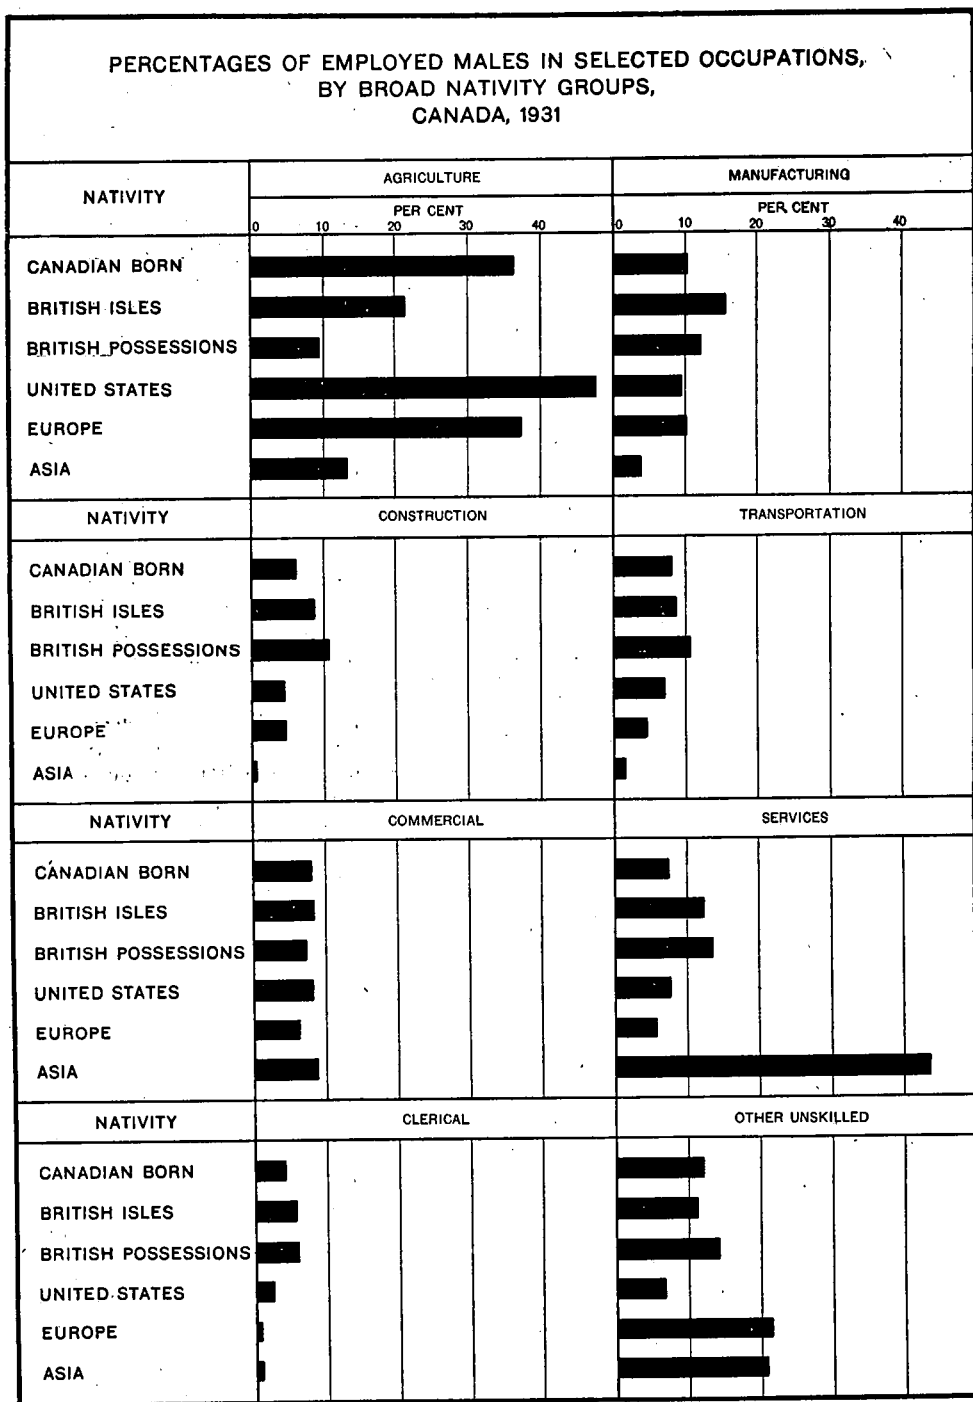 PERCENTAGES OF EMPLOYED MALES IN SELECTED OCCUPATIONS,
BY BROAD NATIVITY GROUPS,
CANADA, 1931
NATIVITY
AGRICULTURE
MANUFACTURING
PER CENT
PER CENT
0 10 20 30 40
0 10 20 30 40
CANADIAN BORN
BRITISH ISLES
BRITISH POSSESSIONS
UNITED STATES
EUROPE
ASIA
NATIVITY
CONSTRUCTION
TRANSPORTATION
CANADIAN BORN
BRITISH ISLES
BRITISH POSSESSIONS
UNITED STATES
EUROPE
ASIA
NATIVITY
COMMERCIAL
SERVICES
CANADIAN BORN
BRITISH ISLES
BRITISH POSSESSIONS
UNITED STATES
EUROPE
ASIA
NATIVITY
CLERICAL
OTHER UNSKILLED
CANADIAN BORN
BRITISH ISLES
BRITISH POSSESSIONS
UNITED STATES
EUROPE
ASIA